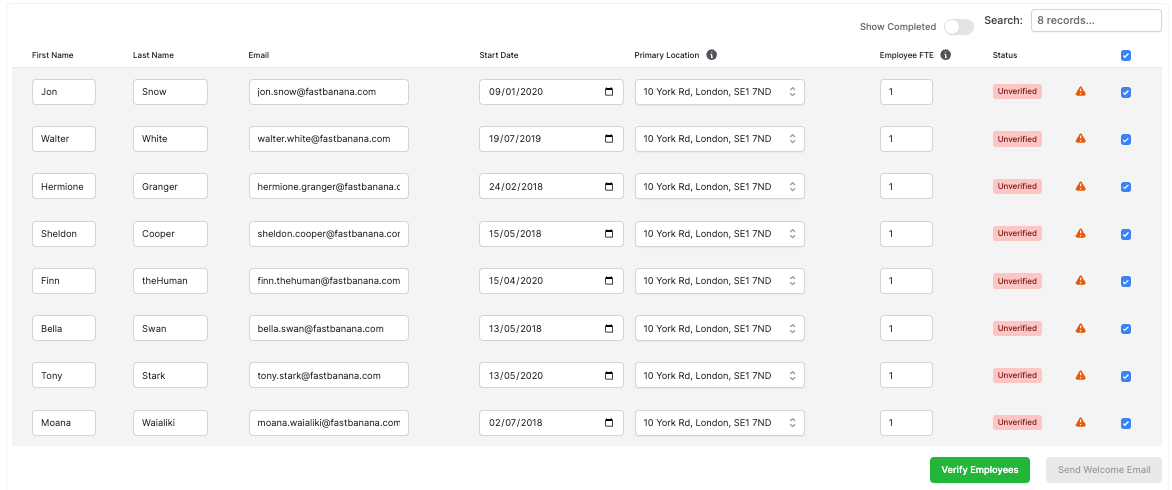 Show Completed Search: 8 records...
First Name Last Name Email Start Date Primary Location Employee FTE Status
Jon Snow jon.snow@fastbanana.com 09/01/2020 10 York Rd, London, SE1 7ND 1 Unverified
Walter White walter.white@fastbanana.com 19/07/2019 10 York Rd, London, SE1 7ND 1 Unverified
Hermione Granger hermione.granger@fastbanana.c 24/02/2018 10 York Rd, London, SE1 7ND 1 Unverified
Sheldon Cooper sheldon.cooper@fastbanana.cor 15/05/2018 10 York Rd, London, SE1 7ND 1 Unverified
Finn theHuman finn.thehuman@fastbanana.com 15/04/2020 10 York Rd, London, SE1 7ND 1 Unverified
Bella Swan bella.swan@fastbanana.com 13/05/2018 10 York Rd, London, SE1 7ND 1 Unverified
Tony Stark tony.stark@fastbanana.com 13/05/2020 10 York Rd, London, SE1 7ND 1 Unverified
Moana Waialiki moana.waialiki@fastbanana.com 02/07/2018 10 York Rd, London, SE1 7ND 1 Unverified
Verify Employees Send Welcome Email